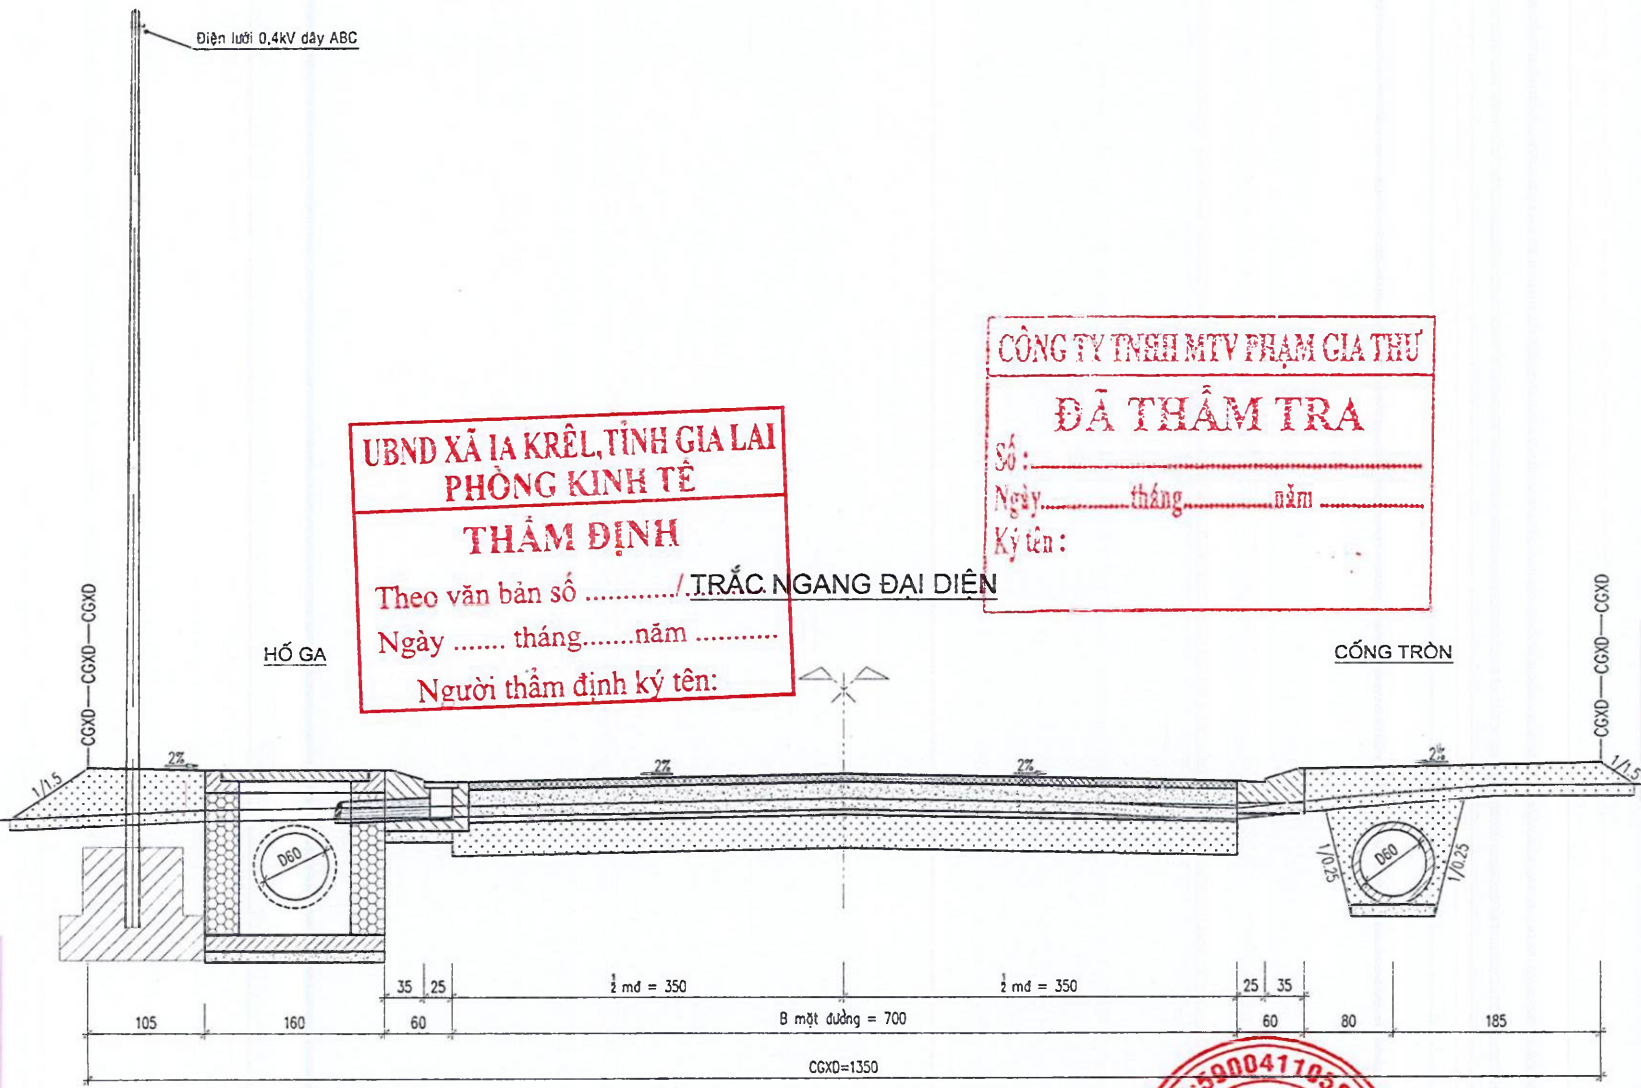 Điện lưới 0,4kV dây ABC
CÔNG TY TNHH MTV PHẠM GIA THƯ
ĐÃ THẨM TRA
Số :
Ngày.........tháng.........năm .........
Ký tên :
UBND XÃ IA KRÊL, TỈNH GIA LAI
PHÒNG KINH TẾ
THẨM ĐỊNH
Theo văn bản số ............/............
Ngày ....... tháng.......năm ...........
Người thẩm định ký tên:
TRẮC NGANG ĐẠI DIỆN
HỐ GA
CỐNG TRÒN
CGXD—CGXD—CGXD
CGXD—CGXD—CGXD
1/1.5
2%
2%
2%
2%
1/1.5
D60
1/0.25
D60
1/0.25
35
25
½ mđ = 350
½ mđ = 350
25
35
105
160
60
B mặt đường = 700
60
80
185
CGXD=1350